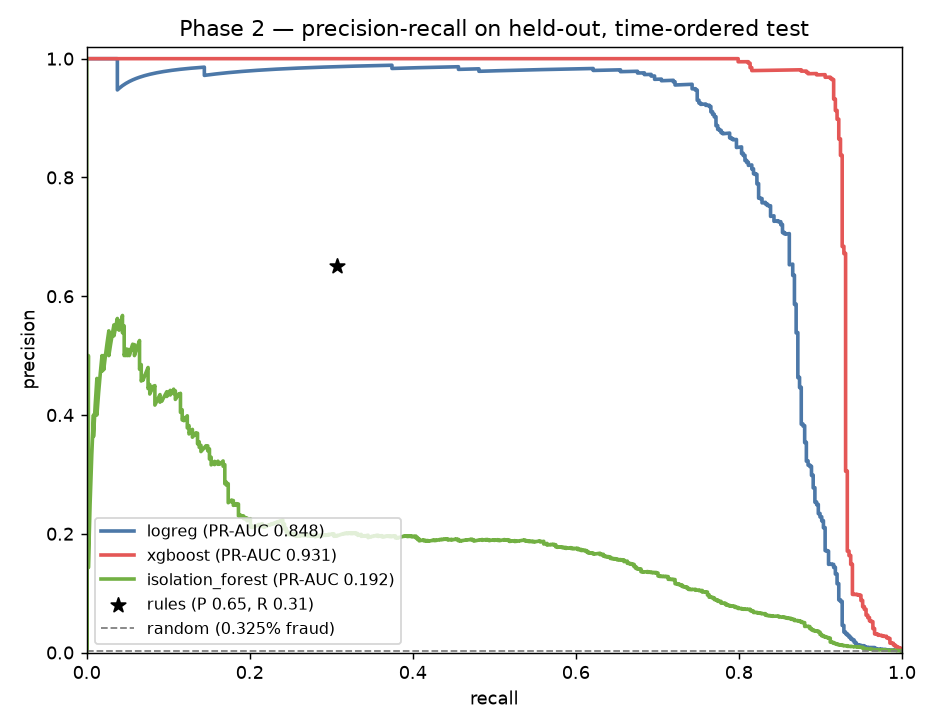 Phase 2 — precision-recall on held-out, time-ordered test
1.0
0.8
0.6
0.4
0.2
0.0
precision
logreg (PR-AUC 0.848)
xgboost (PR-AUC 0.931)
isolation_forest (PR-AUC 0.192)
rules (P 0.65, R 0.31)
random (0.325% fraud)
0.0 0.2 0.4 0.6 0.8 1.0
recall